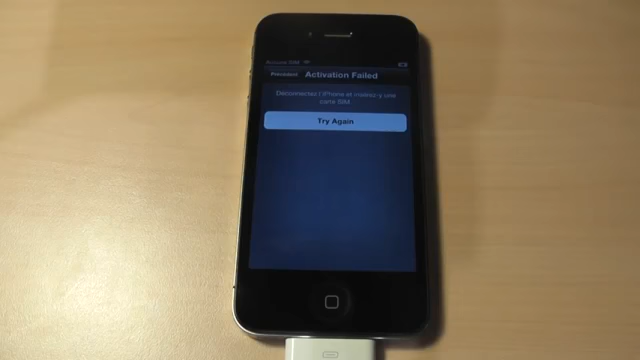 Aucune SIM
Précédent Activation Failed
Déconnectez l'iPhone et insérez-y une
carte SIM.
Try Again